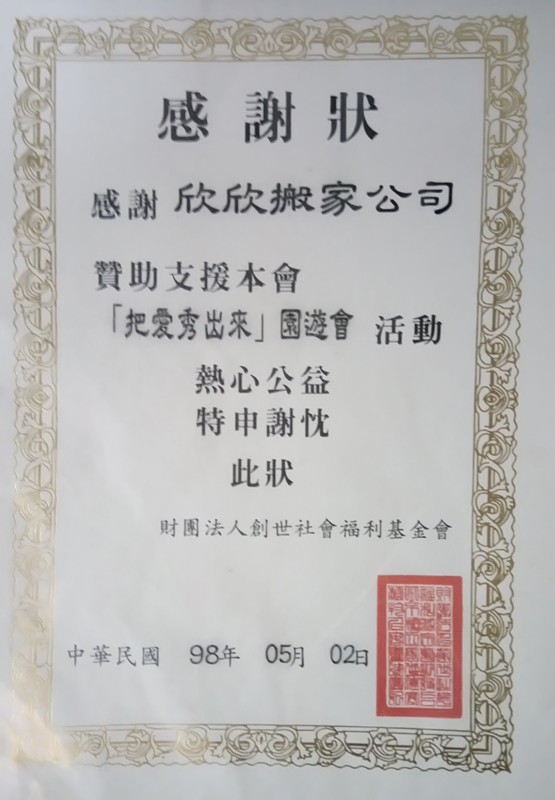 感謝狀
感謝 欣欣搬家公司
贊助支援本會
「把愛秀出來」園遊會 活動
熱心公益
特申謝忱
此狀
財團法人創世社會福利基金會
中華民國 98年 05月 02日